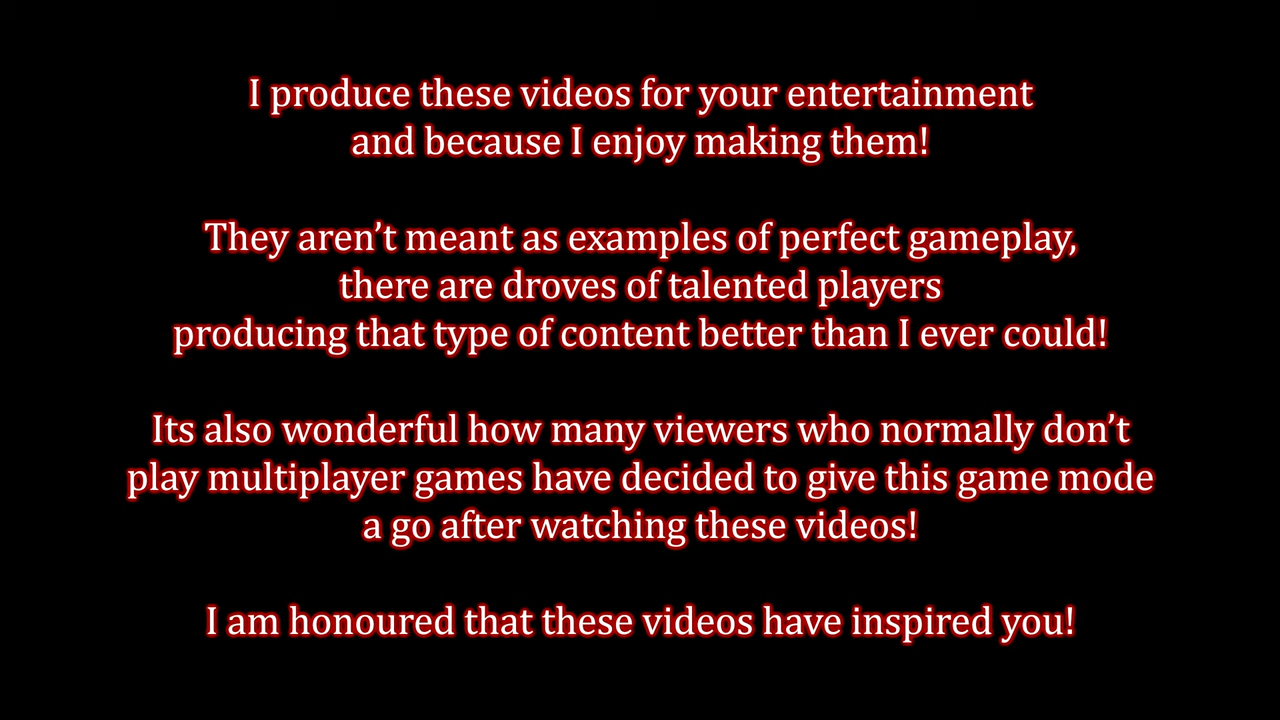 I produce these videos for your entertainment
and because I enjoy making them!
They aren’t meant as examples of perfect gameplay,
there are droves of talented players
producing that type of content better than I ever could!
Its also wonderful how many viewers who normally don’t
play multiplayer games have decided to give this game mode
a go after watching these videos!
I am honoured that these videos have inspired you!